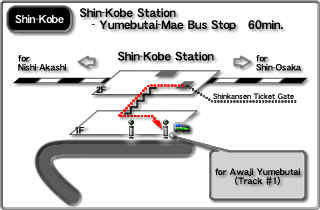 Shin-Kobe
Shin-Kobe Station
- Yumebutai-Mae Bus Stop 60min.
for
Nishi-Akashi
Shin-Kobe Station
for
Shin-Osaka
2F
Shinkansen Ticket Gate
1F
for Awaji Yumebutai
(Track #1)